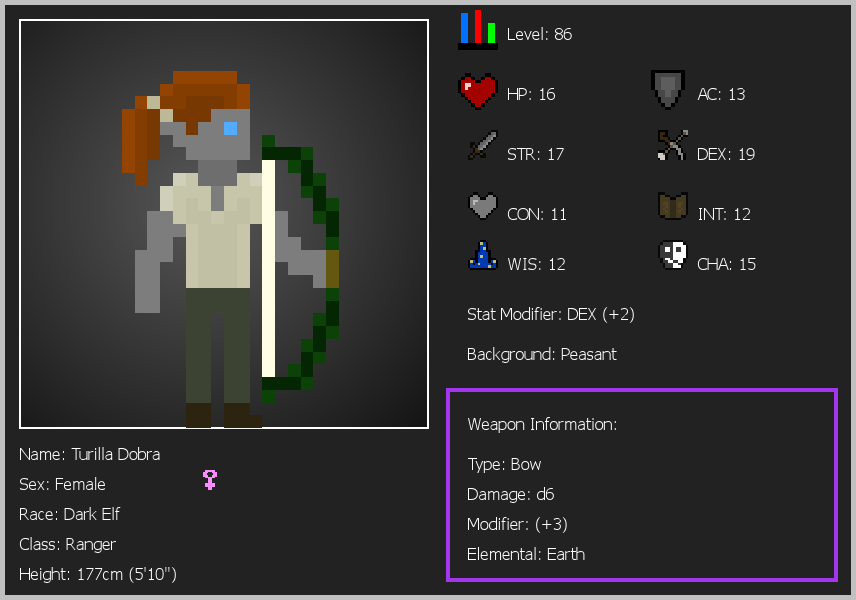 Level: 86
HP: 16
AC: 13
STR: 17
DEX: 19
CON: 11
INT: 12
WIS: 12
CHA: 15
Stat Modifier: DEX (+2)
Background: Peasant
Weapon Information:
Type: Bow
Damage: d6
Modifier: (+3)
Elemental: Earth
Name: Turilla Dobra
Sex: Female
Race: Dark Elf
Class: Ranger
Height: 177cm (5'10")